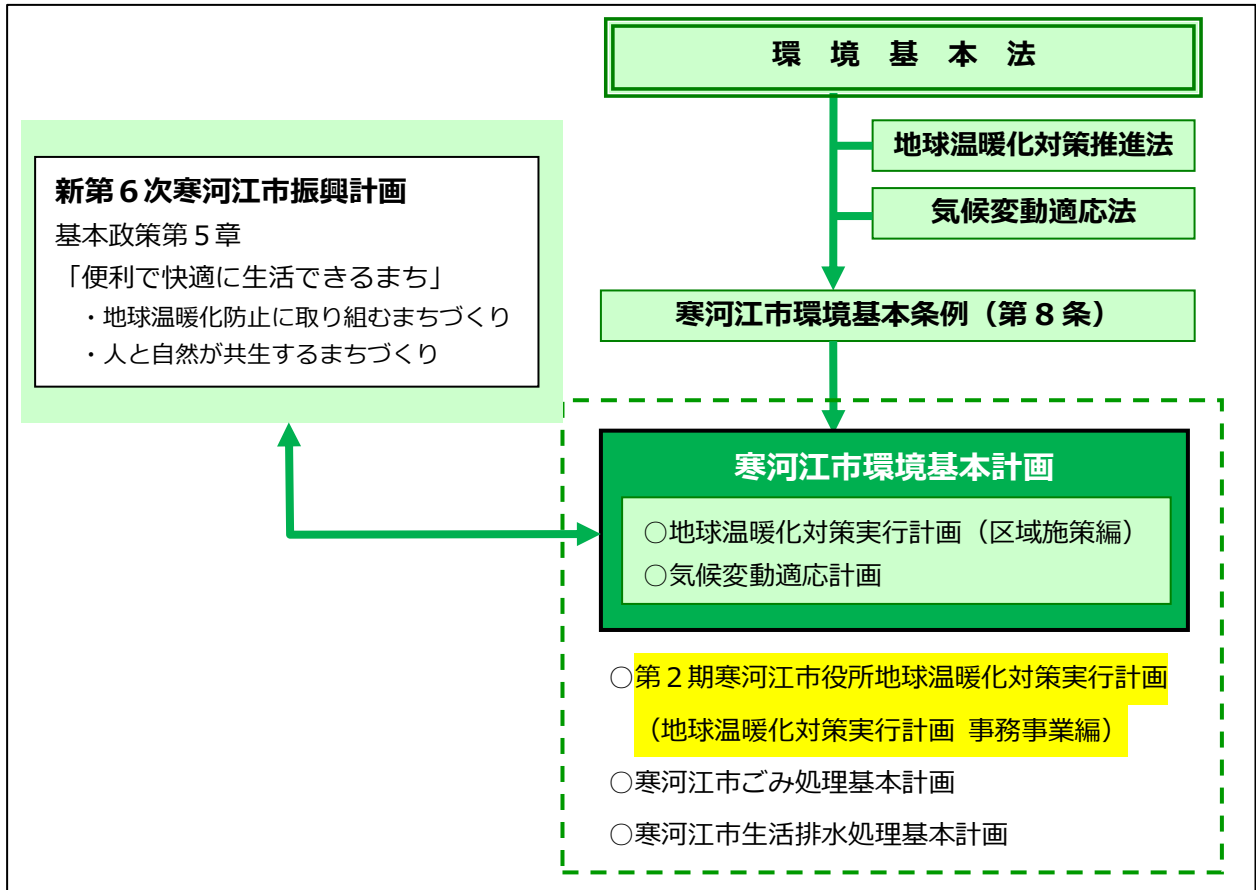 環境基本法
地球温暖化対策推進法
気候変動適応法
新第６次寒河江市振興計画
基本政策第５章
「便利で快適に生活できるまち」
・地球温暖化防止に取り組むまちづくり
・人と自然が共生するまちづくり
寒河江市環境基本条例（第８条）
寒河江市環境基本計画
○地球温暖化対策実行計画（区域施策編）
○気候変動適応計画
○第２期寒河江市役所地球温暖化対策実行計画
（地球温暖化対策実行計画 事務事業編）
○寒河江市ごみ処理基本計画
○寒河江市生活排水処理基本計画